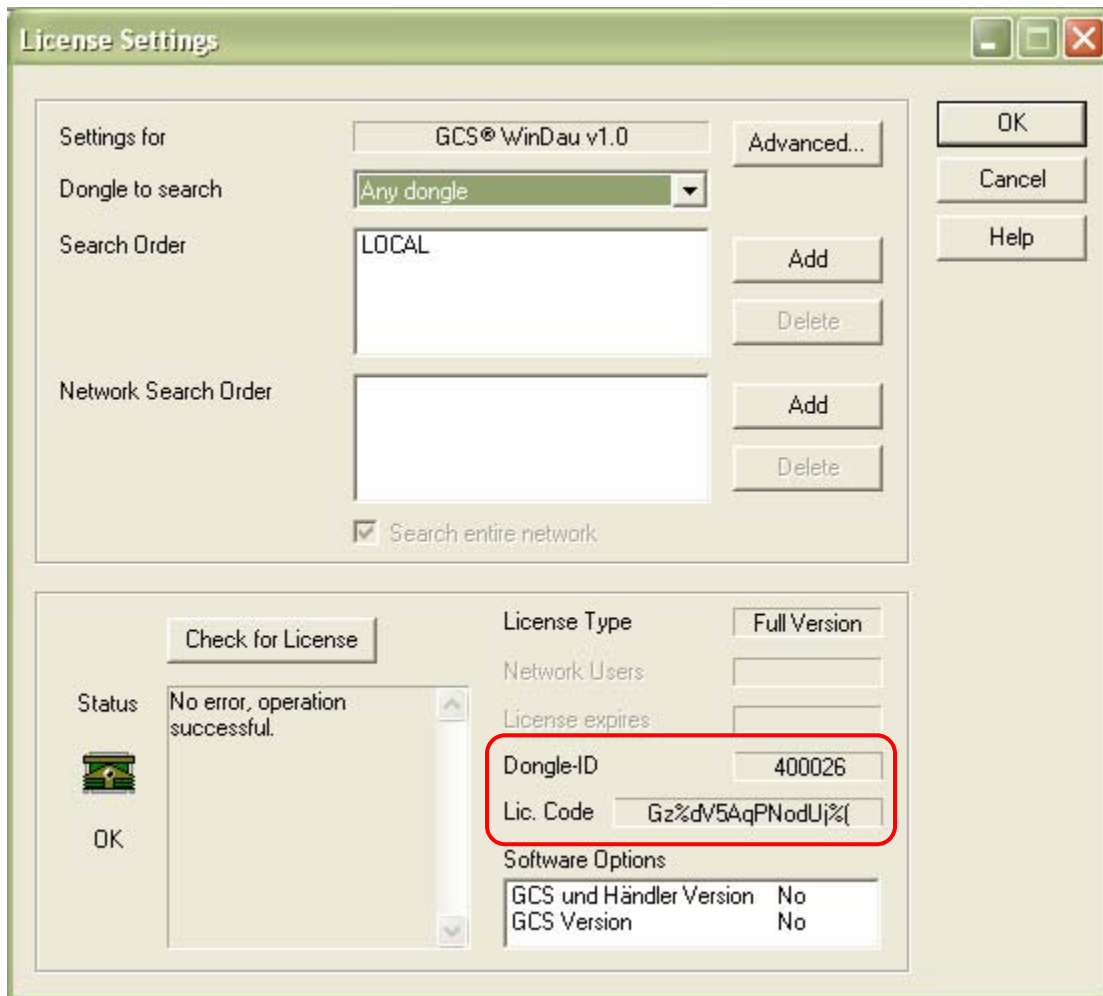 License Settings
Settings for
GCS® WinDau v1.0
Advanced...
OK
Dongle to search
Any dongle
Cancel
Search Order
LOCAL
Add
Help
Delete
Network Search Order
Add
Delete
Search entire network
Check for License
License Type
Full Version
Network Users
Status
No error, operation
successful.
License expires
Dongle-ID
400026
Lic. Code
Gz%dV5AqPNodUj%(
OK
Software Options
GCS und Händler Version No
GCS Version No